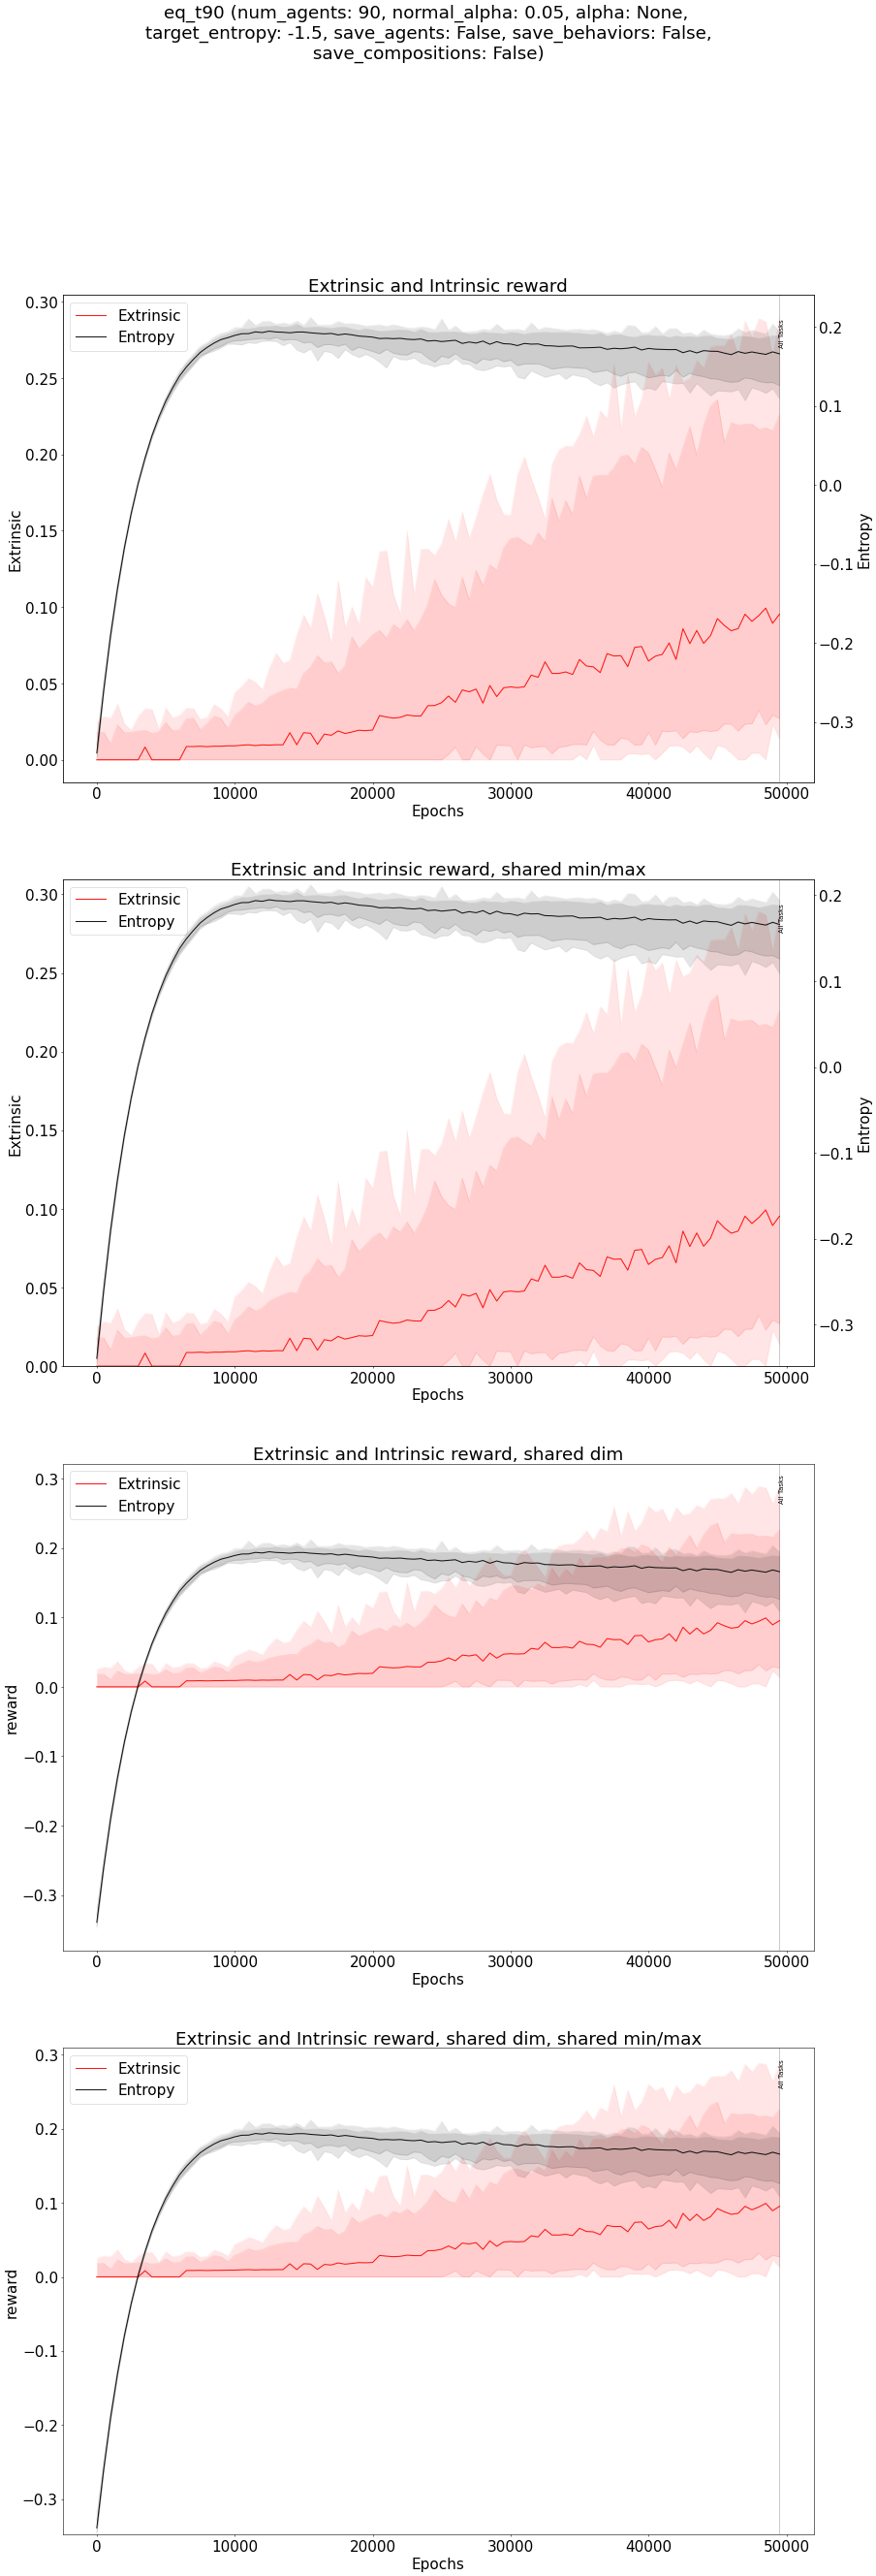 eq_t90 (num_agents: 90, normal_alpha: 0.05, alpha: None,
target_entropy: -1.5, save_agents: False, save_behaviors: False,
save_compositions: False)
Extrinsic and Intrinsic reward
Extrinsic
Entropy
All Tasks
0.30
0.25
0.20
0.15
0.10
0.05
0.00
Extrinsic
0.2
0.1
0.0
−0.1
−0.2
−0.3
Entropy
0 10000 20000 30000 40000 50000
Epochs
Extrinsic and Intrinsic reward, shared min/max
Extrinsic
Entropy
All Tasks
0.30
0.25
0.20
0.15
0.10
0.05
0.00
Extrinsic
0.2
0.1
0.0
−0.1
−0.2
−0.3
Entropy
0 10000 20000 30000 40000 50000
Epochs
Extrinsic and Intrinsic reward, shared dim
Extrinsic
Entropy
All Tasks
0.3
0.2
0.1
0.0
−0.1
−0.2
−0.3
reward
0 10000 20000 30000 40000 50000
Epochs
Extrinsic and Intrinsic reward, shared dim, shared min/max
Extrinsic
Entropy
All Tasks
0.3
0.2
0.1
0.0
−0.1
−0.2
−0.3
reward
0 10000 20000 30000 40000 50000
Epochs